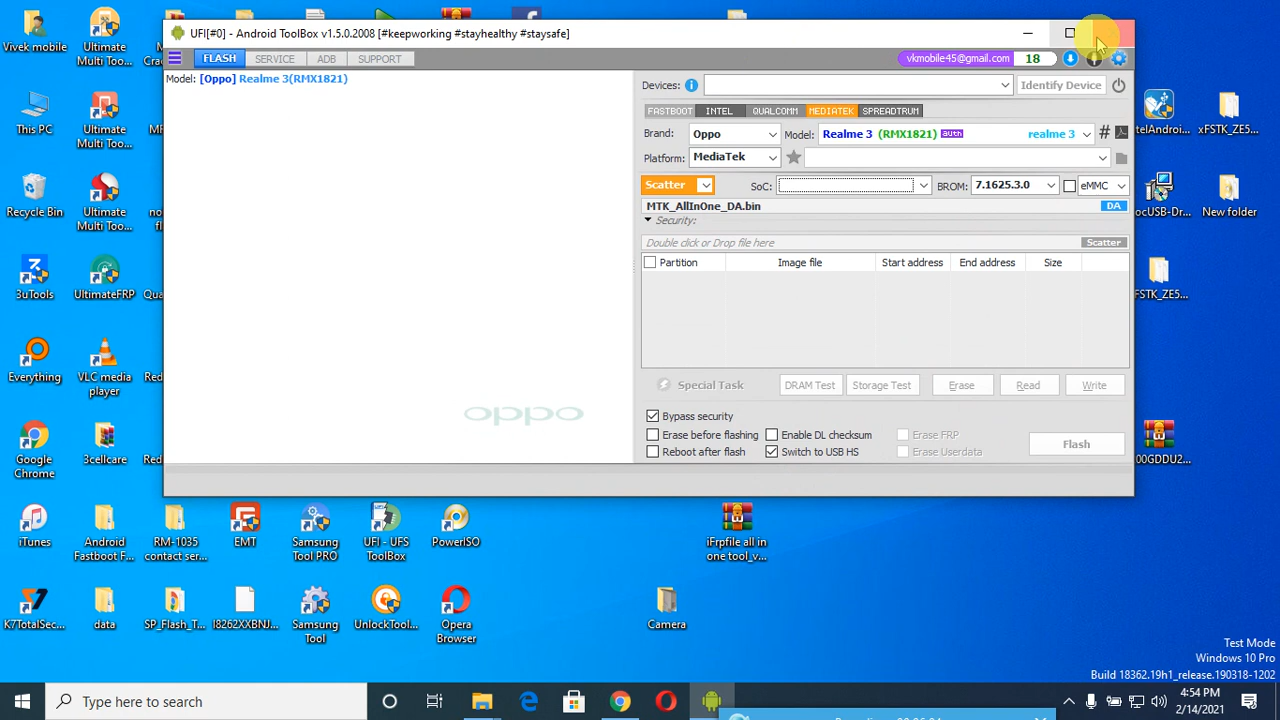 UFI[#0] - Android ToolBox v1.5.0.2008 [#keepworking #stayhealthy #staysafe]
FLASH SERVICE ADB SUPPORT
vkmobile45@gmail.com 18
Model: [Oppo] Realme 3(RMX1821)
Devices: Identify Device
FASTBOOT INTEL QUALCOMM MEDIATEK SPREADTRUM
Brand: Oppo Model: Realme 3 (RMX1821) auth realme 3 #
Platform: MediaTek
Scatter SoC: BROM: 7.1625.3.0 eMMC
MTK_AllInOne_DA.bin DA
Security:
Double click or Drop file here Scatter
Partition Image file Start address End address Size
Special Task DRAM Test Storage Test Erase Read Write
Bypass security
Erase before flashing Enable DL checksum Erase FRP
Reboot after flash Switch to USB HS Erase Userdata
Flash
oppo
Vivek mobile
Ultimate
Multi
This PC
Ultimate
Multi Too...
Recycle Bin
Ultimate
Multi Too...
3uTools
UltimateFRP
Everything
VLC media
player
Google
Chrome
3cellcare
iTunes
Android
Fastboot F...
RM-1035
contact ser...
EMT
Samsung
Tool PRO
UFI - UFS
ToolBox
PowerISO
iFrpfile all in
one tool_v...
K7TotalSec...
data
SP_Flash_T...
I8262XXBNJ...
Samsung
Tool
UnlockTool...
Opera
Browser
Camera
xFSTK_ZE5...
New folder
Test Mode
Windows 10 Pro
Build 18362.19h1_release.190318-1202
Type here to search
4:54 PM
2/14/2021